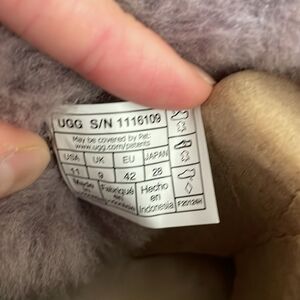 UGG S/N 1116109
May be covered by Pat:
www.ugg.com/patents
USA UK EU JAPAN
11 9 42 28
Made Fabriqué Hecho
en en
Indonesia
F20126H